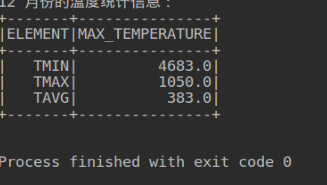 12 月份的温度统计信息：
+-------+---------------+
|ELEMENT|MAX_TEMPERATURE|
+-------+---------------+
|   TMIN|         4683.0|
|   TMAX|         1050.0|
|   TAVG|          383.0|
+-------+---------------+
Process finished with exit code 0